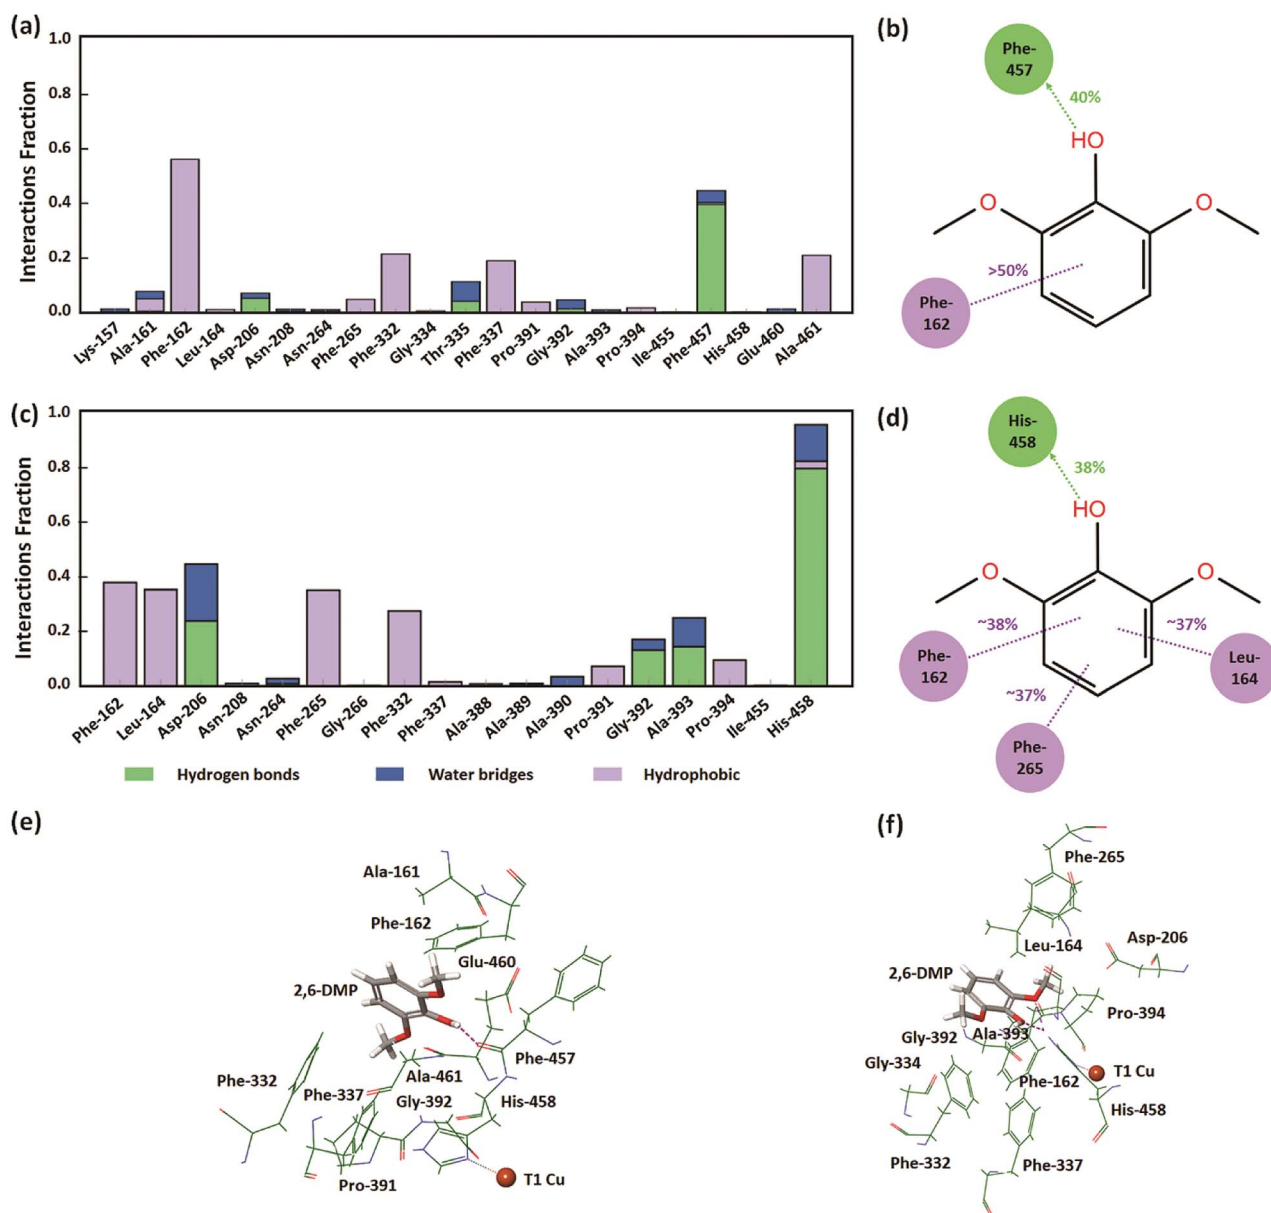 (a)
Interactions Fraction
1.0
0.8
0.6
0.4
0.2
0.0
Lys-157
Ala-161
Phe-162
Leu-164
Asp-206
Asn-208
Asn-264
Phe-265
Phe-332
Gly-334
Thr-335
Phe-337
Pro-391
Gly-392
Ala-393
Pro-394
Ile-455
Phe-457
His-458
Glu-460
Ala-461
(b)
Phe-
457
40%
HO
O
O
>50%
Phe-
162
(c)
Interactions Fraction
1.0
0.8
0.6
0.4
0.2
0.0
Phe-162
Leu-164
Asp-206
Asn-208
Asn-264
Phe-265
Gly-266
Phe-332
Phe-337
Ala-388
Ala-389
Ala-390
Pro-391
Gly-392
Ala-393
Pro-394
Ile-455
His-458
Hydrogen bonds
Water bridges
Hydrophobic
(d)
His-
458
38%
HO
O
O
~38%
~37%
Phe-
162
Leu-
164
~37%
Phe-
265
(e)
Ala-161
Phe-162
Glu-460
2,6-DMP
Phe-457
Ala-461
Phe-332
Phe-337
Gly-392
His-458
Pro-391
T1 Cu
(f)
Phe-265
Leu-164
Asp-206
2,6-DMP
Pro-394
Gly-392
Ala-393
Gly-334
Phe-162
T1 Cu
His-458
Phe-332
Phe-337